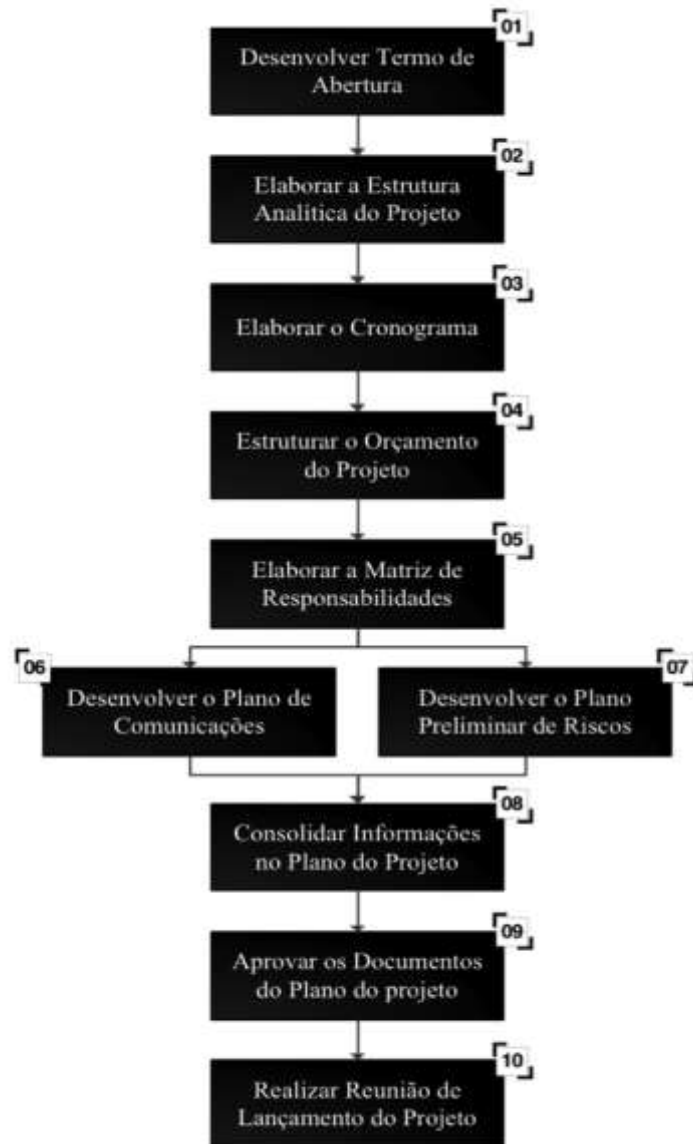 01
Desenvolver Termo de
Abertura
02
Elaborar a Estrutura
Analítica do Projeto
03
Elaborar o Cronograma
04
Estruturar o Orçamento
do Projeto
05
Elaborar a Matriz de
Responsabilidades
06
Desenvolver o Plano de
Comunicações
07
Desenvolver o Plano
Preliminar de Riscos
08
Consolidar Informações
no Plano do Projeto
09
Aprovar os Documentos
do Plano do projeto
10
Realizar Reunião de
Lançamento do Projeto